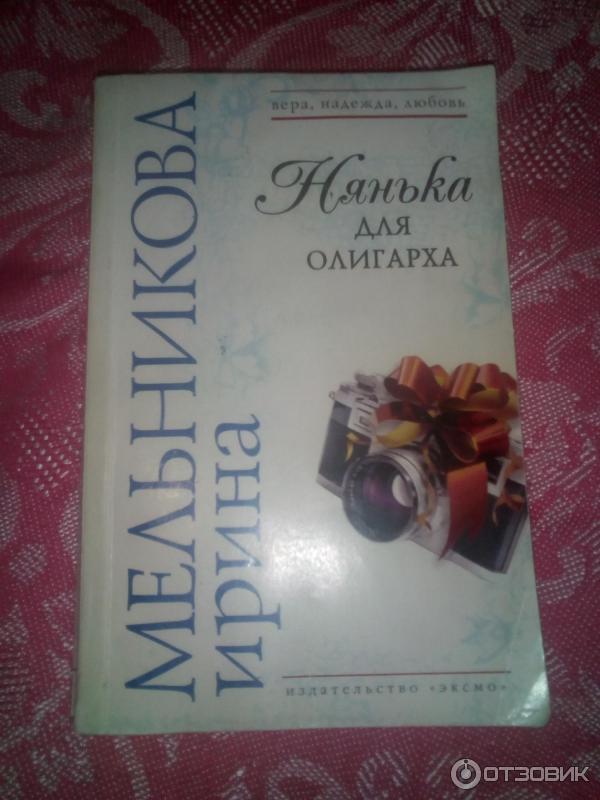 вера, надежда, любовь
Нянька
для
олигарха
МЕЛЬНИКОВА
ирина
издательство «эксмо»
ОТЗОВИК